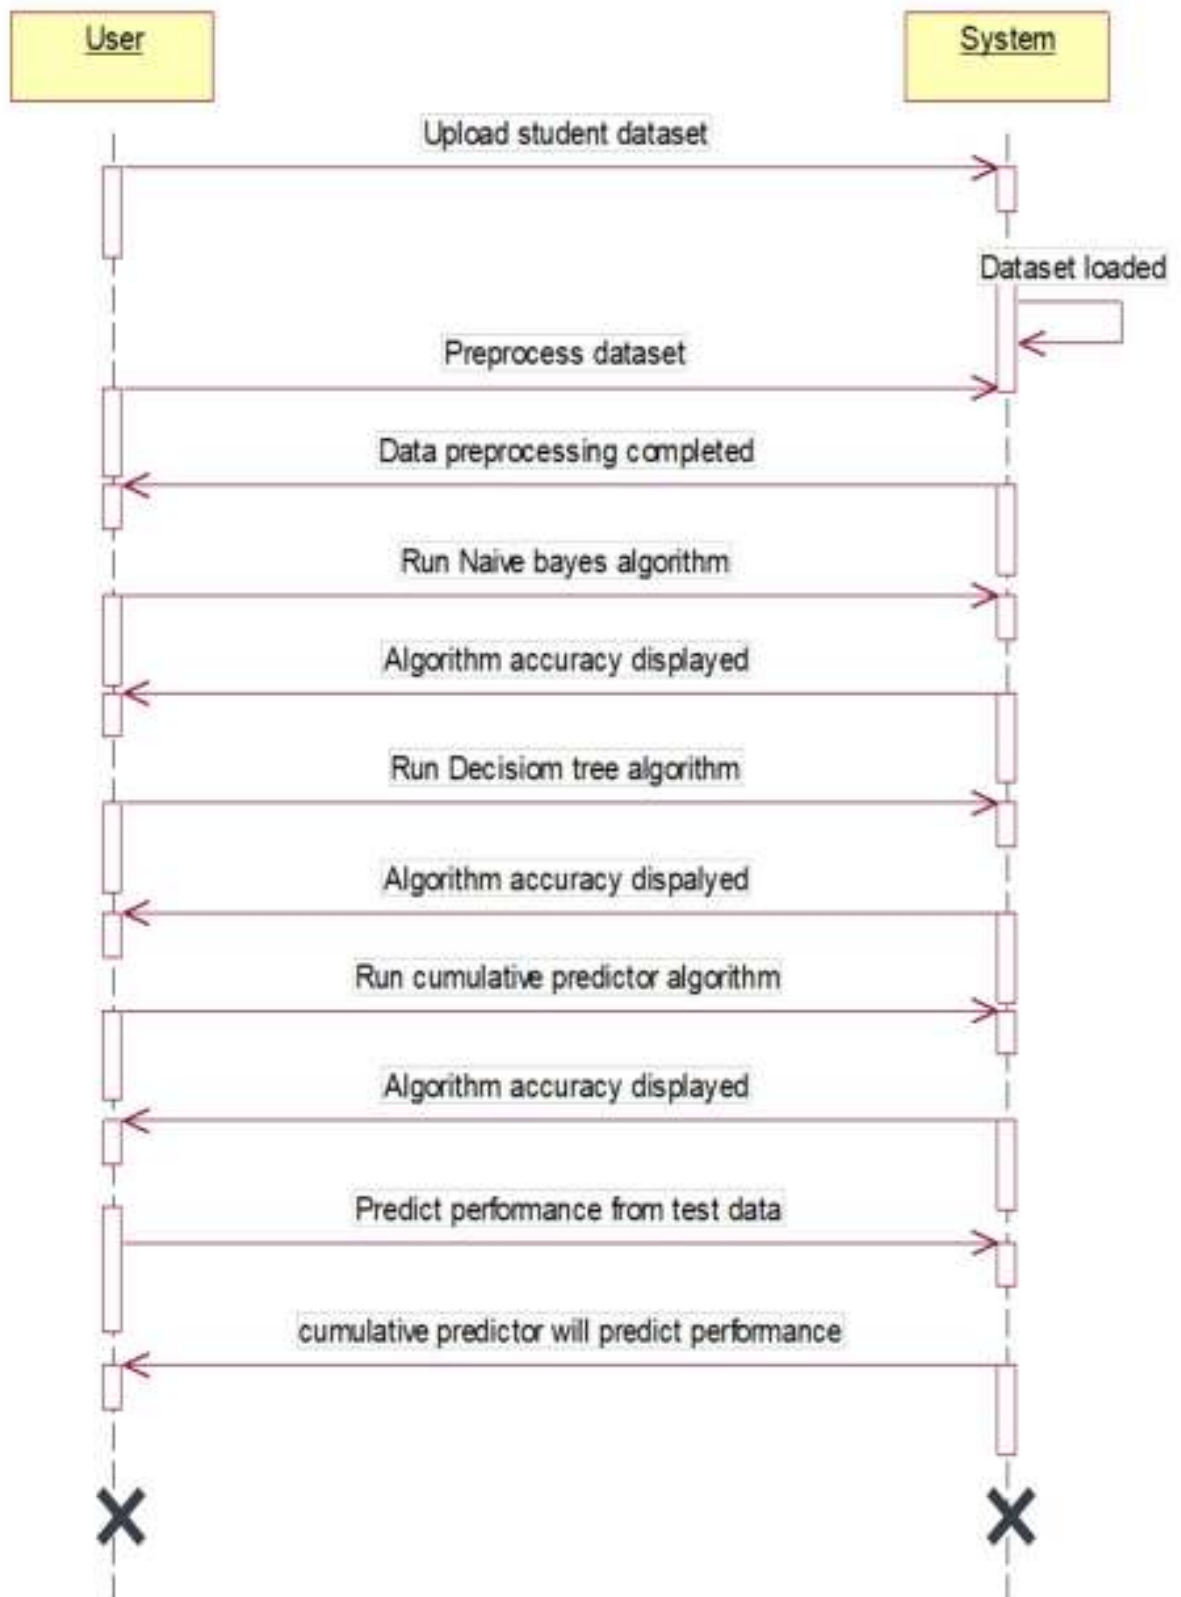 User
System
Upload student dataset
Dataset loaded
Preprocess dataset
Data preprocessing completed
Run Naive bayes algorithm
Algorithm accuracy displayed
Run Decisiom tree algorithm
Algorithm accuracy dispalyed
Run cumulative predictor algorithm
Algorithm accuracy displayed
Predict performance from test data
cumulative predictor will predict performance